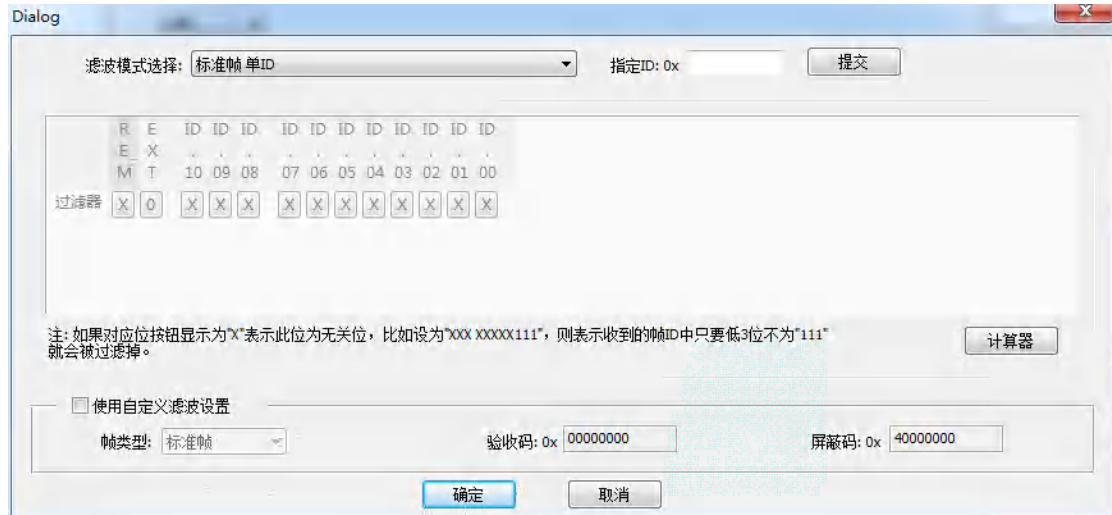 Dialog
滤波模式选择: 标准帧 单ID 指定ID: 0x 提交
R E ID ID ID ID ID ID ID ID ID ID ID
E_ X . . . . . . . . . . .
M T 10 09 08 07 06 05 04 03 02 01 00
过滤器 X 0 X X X X X X X X X X X
注: 如果对应位按钮显示为"X"表示此位为无关位，比如设为"XXX XXXXX111"，则表示收到的帧ID中只要低3位不为"111"
就会被过滤掉。
计算器
使用自定义滤波设置
帧类型: 标准帧 验收码: 0x 00000000 屏蔽码: 0x 40000000
确定 取消